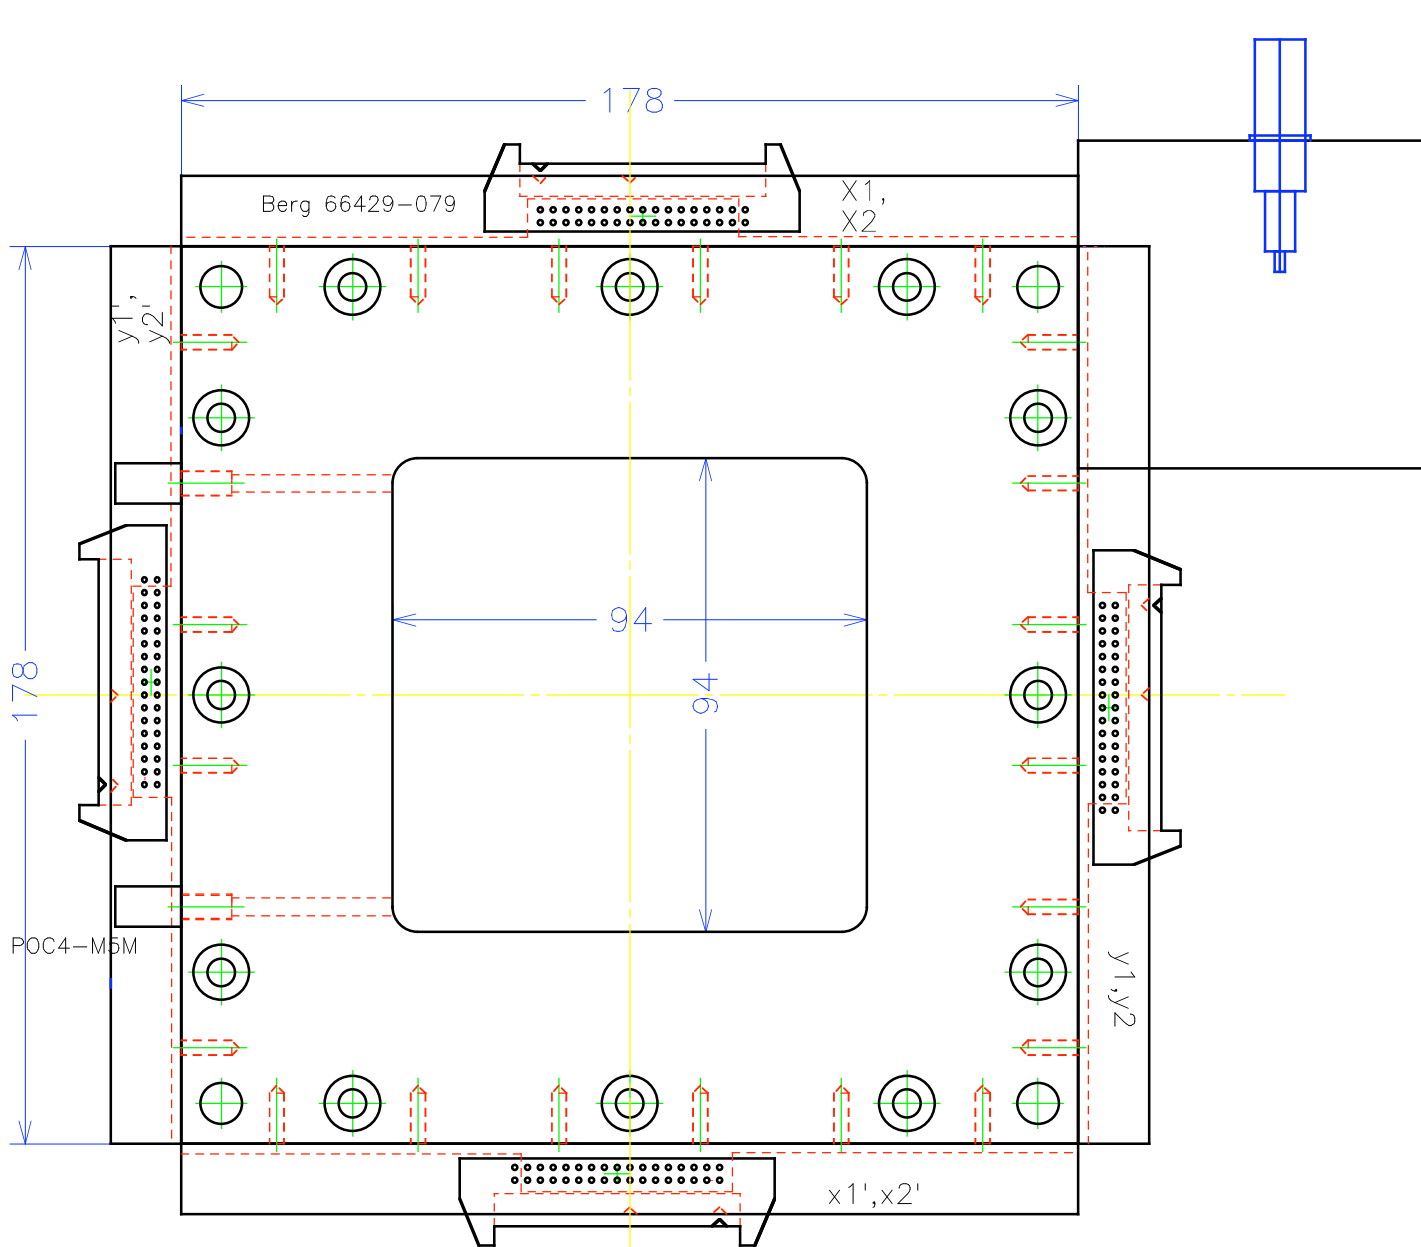 178
Berg 66429-079
X1,
X2
y1',
y2'
94
94
178
POC4-M5M
y1,y2
x1',x2'